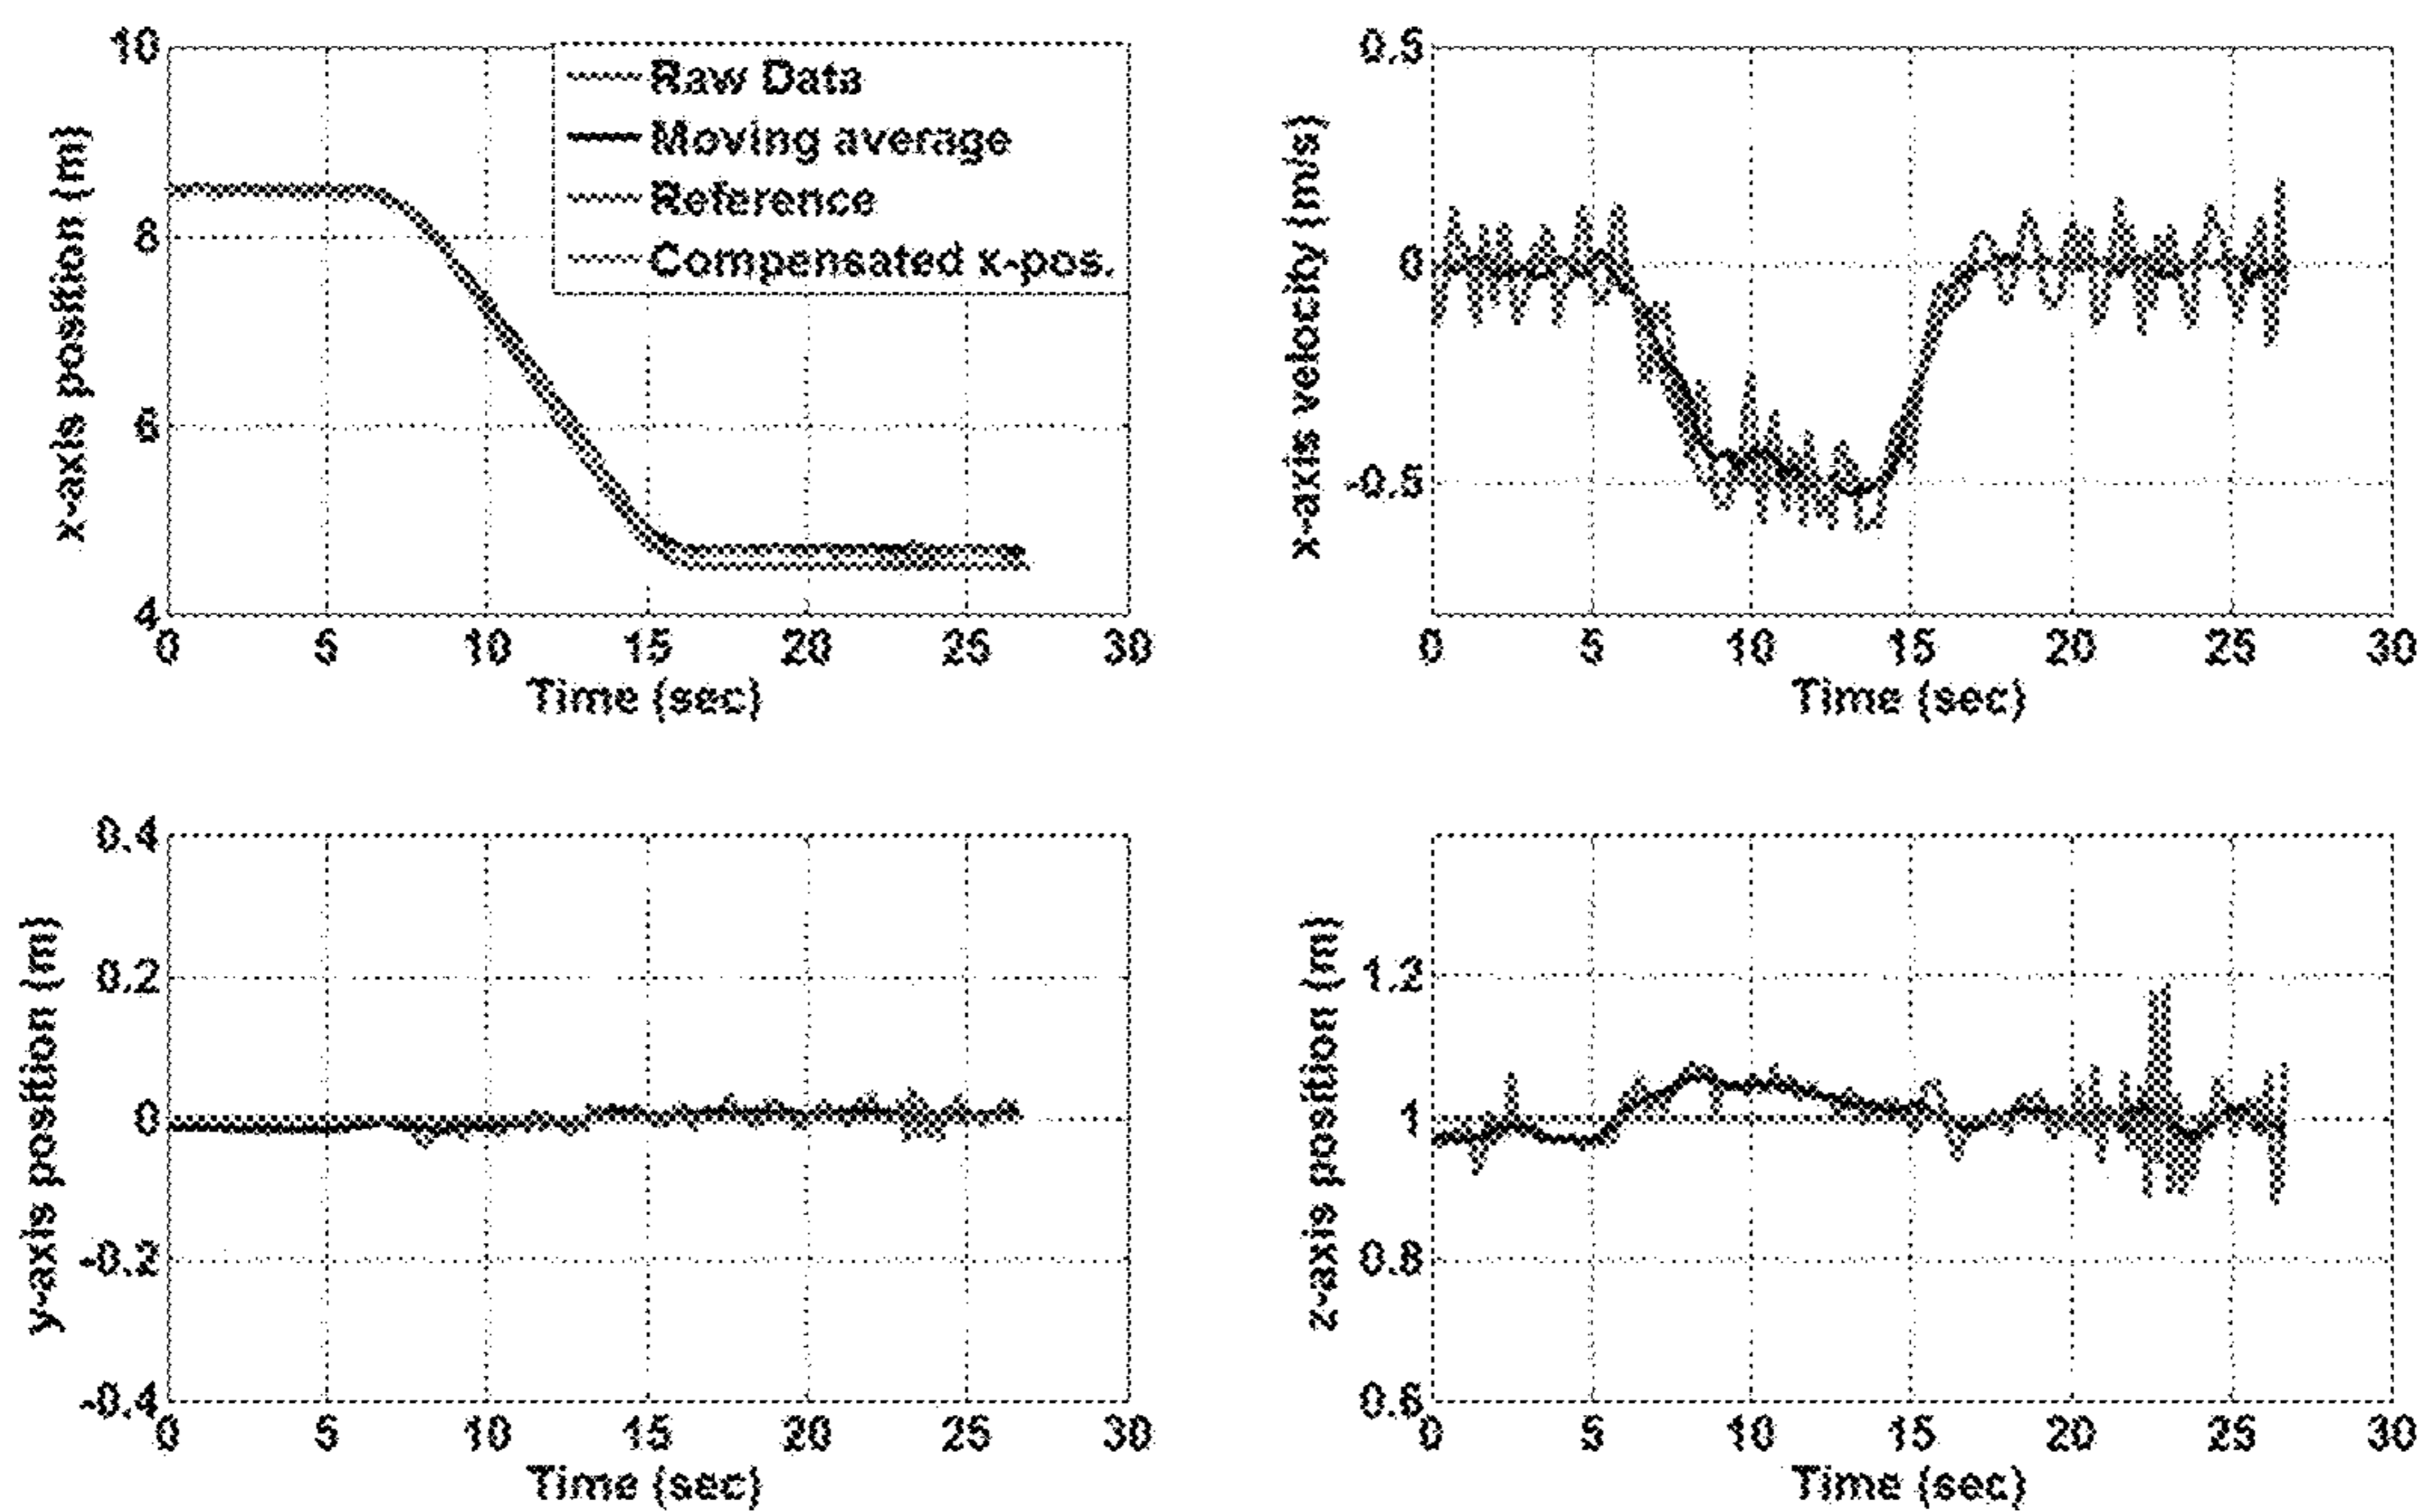 10
8
6
4
x-axis position (m)
Raw Data
Moving average
Reference
Compensated x-pos.
0 5 10 15 20 25 30
Time (sec)
0.5
0
-0.5
x-axis velocity (m/s)
0 5 10 15 20 25 30
Time (sec)
0.4
0.2
0
-0.2
-0.4
y-axis position (m)
0 5 10 15 20 25 30
Time (sec)
1.2
1
0.8
0.6
z-axis position (m)
0 5 10 15 20 25 30
Time (sec)